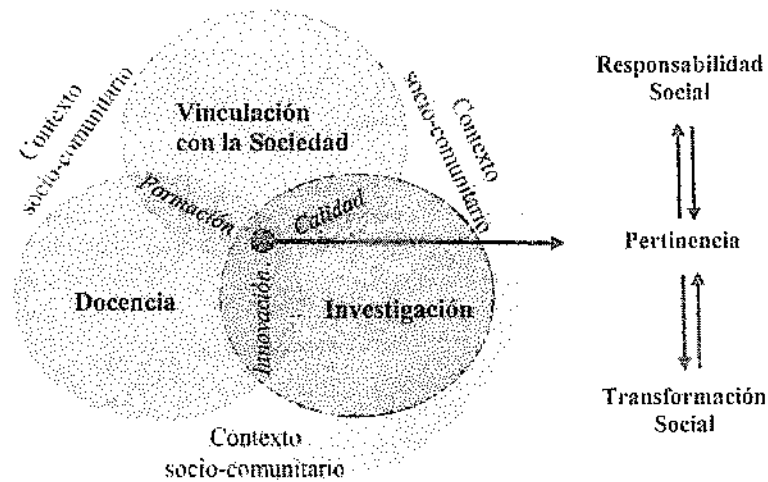 Contexto
socio-comunitario
Vinculación
con la Sociedad
Contexto
socio-comunitario
Formación
Calidad
Docencia
Innovación
Investigación
Contexto
socio-comunitario
Responsabilidad
Social
Pertinencia
Transformación
Social